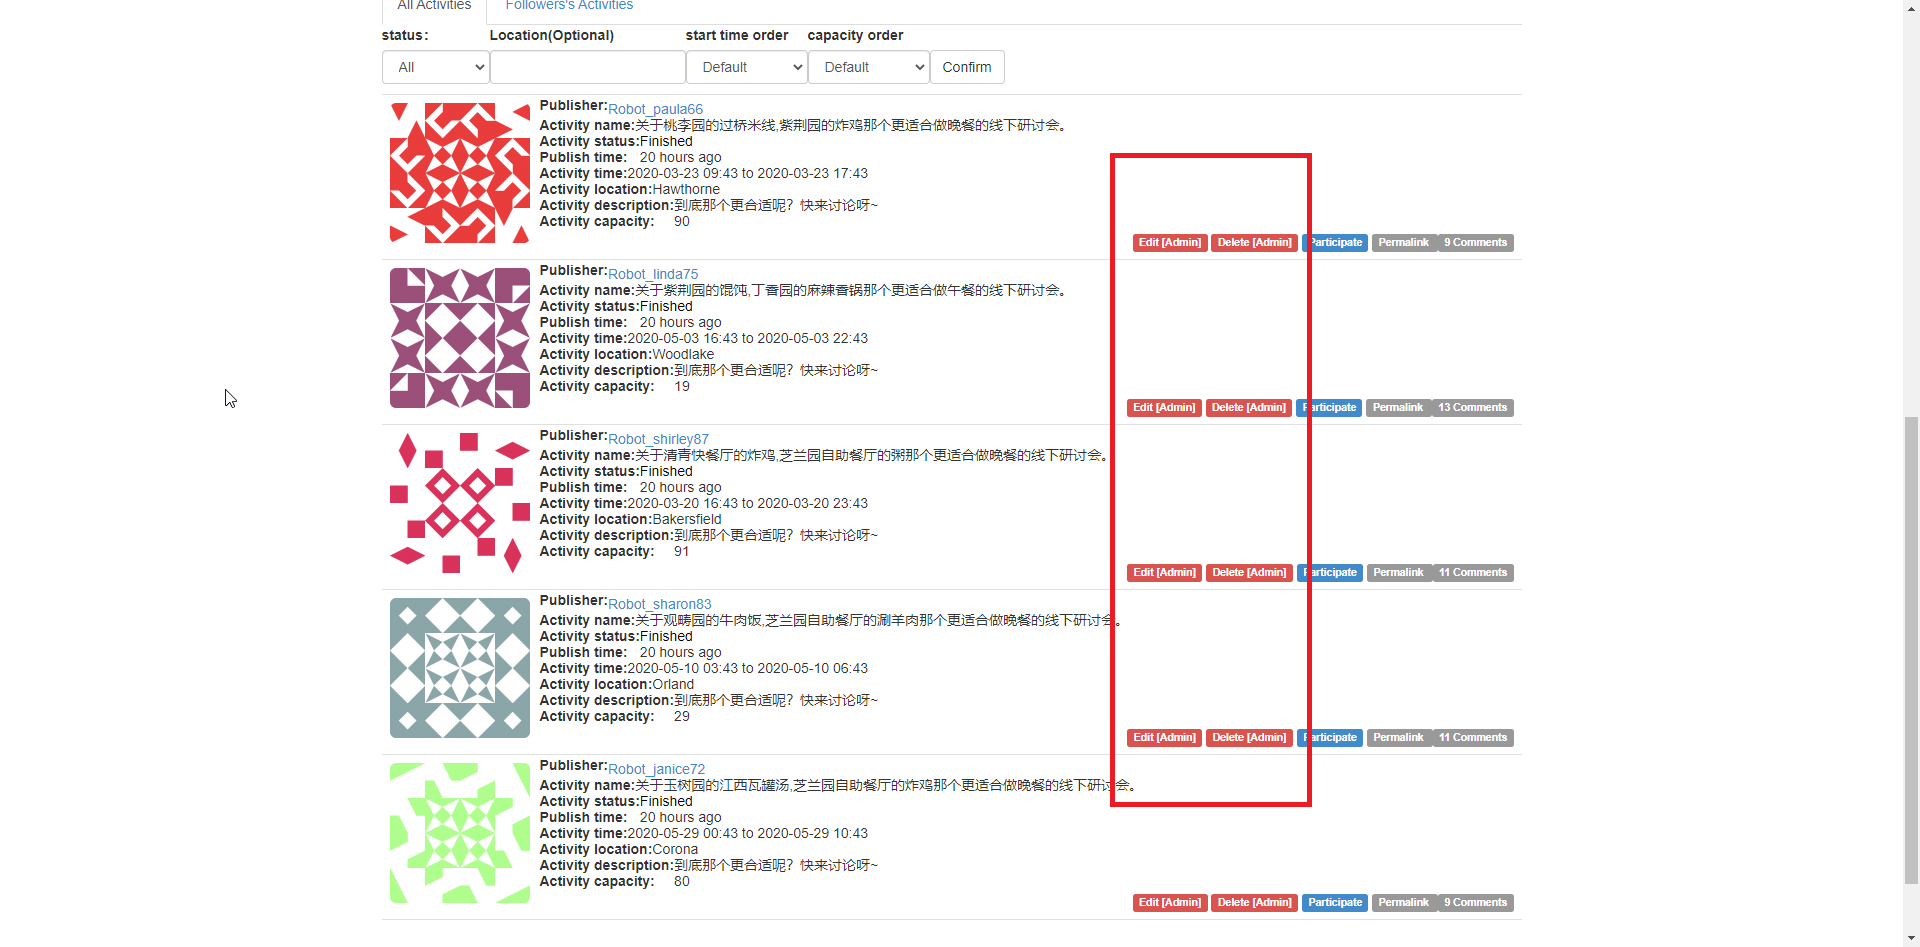 All Activities Followers's Activities
status: Location(Optional) start time order capacity order
All Default Default Confirm
Publisher:Robot_paula66
Activity name:关于桃李园的过桥米线,紫荆园的炸鸡那个更适合做晚餐的线下研讨会。
Activity status:Finished
Publish time: 20 hours ago
Activity time:2020-03-23 09:43 to 2020-03-23 17:43
Activity location:Hawthorne
Activity description:到底那个更合适呢？快来讨论呀~
Activity capacity: 90
Edit [Admin] Delete [Admin] Participate Permalink 9 Comments
Publisher:Robot_linda75
Activity name:关于紫荆园的馄饨,丁香园的麻辣香锅那个更适合做午餐的线下研讨会。
Activity status:Finished
Publish time: 20 hours ago
Activity time:2020-05-03 16:43 to 2020-05-03 22:43
Activity location:Woodlake
Activity description:到底那个更合适呢？快来讨论呀~
Activity capacity: 19
Edit [Admin] Delete [Admin] Participate Permalink 13 Comments
Publisher:Robot_shirley87
Activity name:关于清青快餐厅的炸鸡,芝兰园自助餐厅的粥那个更适合做晚餐的线下研讨会。
Activity status:Finished
Publish time: 20 hours ago
Activity time:2020-03-20 16:43 to 2020-03-20 23:43
Activity location:Bakersfield
Activity description:到底那个更合适呢？快来讨论呀~
Activity capacity: 91
Edit [Admin] Delete [Admin] Participate Permalink 11 Comments
Publisher:Robot_sharon83
Activity name:关于观畴园的牛肉饭,芝兰园自助餐厅的涮羊肉那个更适合做晚餐的线下研讨会。
Activity status:Finished
Publish time: 20 hours ago
Activity time:2020-05-10 03:43 to 2020-05-10 06:43
Activity location:Orland
Activity description:到底那个更合适呢？快来讨论呀~
Activity capacity: 29
Edit [Admin] Delete [Admin] Participate Permalink 11 Comments
Publisher:Robot_janice72
Activity name:关于玉树园的江西瓦罐汤,芝兰园自助餐厅的炸鸡那个更适合做晚餐的线下研讨会。
Activity status:Finished
Publish time: 20 hours ago
Activity time:2020-05-29 00:43 to 2020-05-29 10:43
Activity location:Corona
Activity description:到底那个更合适呢？快来讨论呀~
Activity capacity: 80
Edit [Admin] Delete [Admin] Participate Permalink 9 Comments